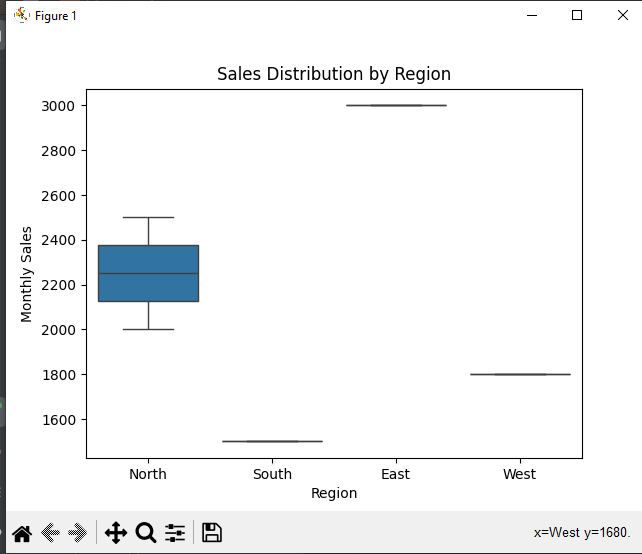 Figure 1
Sales Distribution by Region
3000
2800
2600
2400
2200
2000
1800
1600
Monthly Sales
North South East West
Region
x=West y=1680.